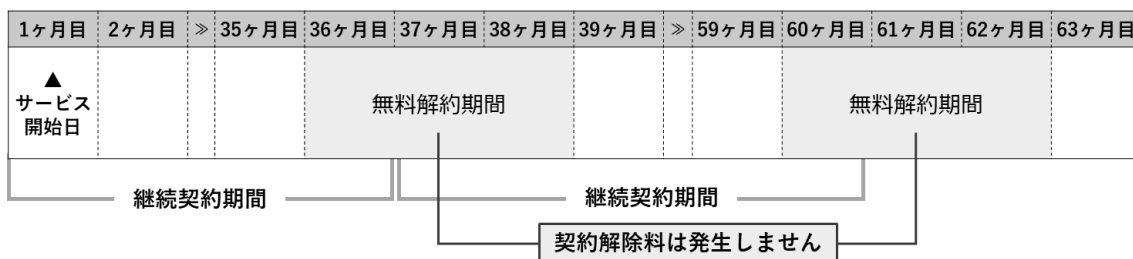 1ヶ月目 2ヶ月目 ≫ 35ヶ月目 36ヶ月目 37ヶ月目 38ヶ月目 39ヶ月目 ≫ 59ヶ月目 60ヶ月目 61ヶ月目 62ヶ月目 63ヶ月目
▲
サービス
開始日
無料解約期間 無料解約期間
継続契約期間 継続契約期間
契約解除料は発生しません